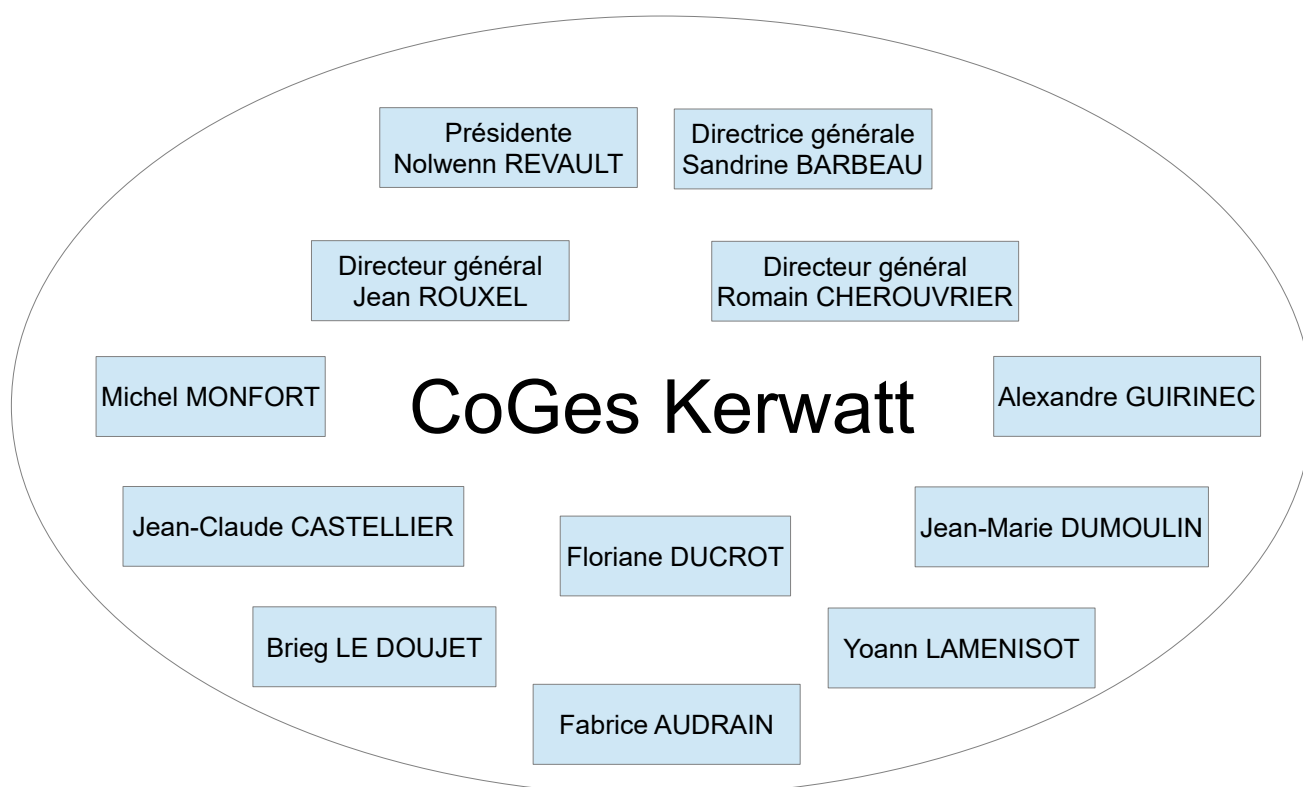 Présidente
Nolwenn REVAULT
Directrice générale
Sandrine BARBEAU
Directeur général
Jean ROUXEL
Directeur général
Romain CHEROUVRIER
Michel MONFORT
CoGes Kerwatt
Alexandre GUIRINEC
Jean-Claude CASTELLIER
Floriane DUCROT
Jean-Marie DUMOULIN
Brieg LE DOUJET
Yoann LAMENISOT
Fabrice AUDRAIN